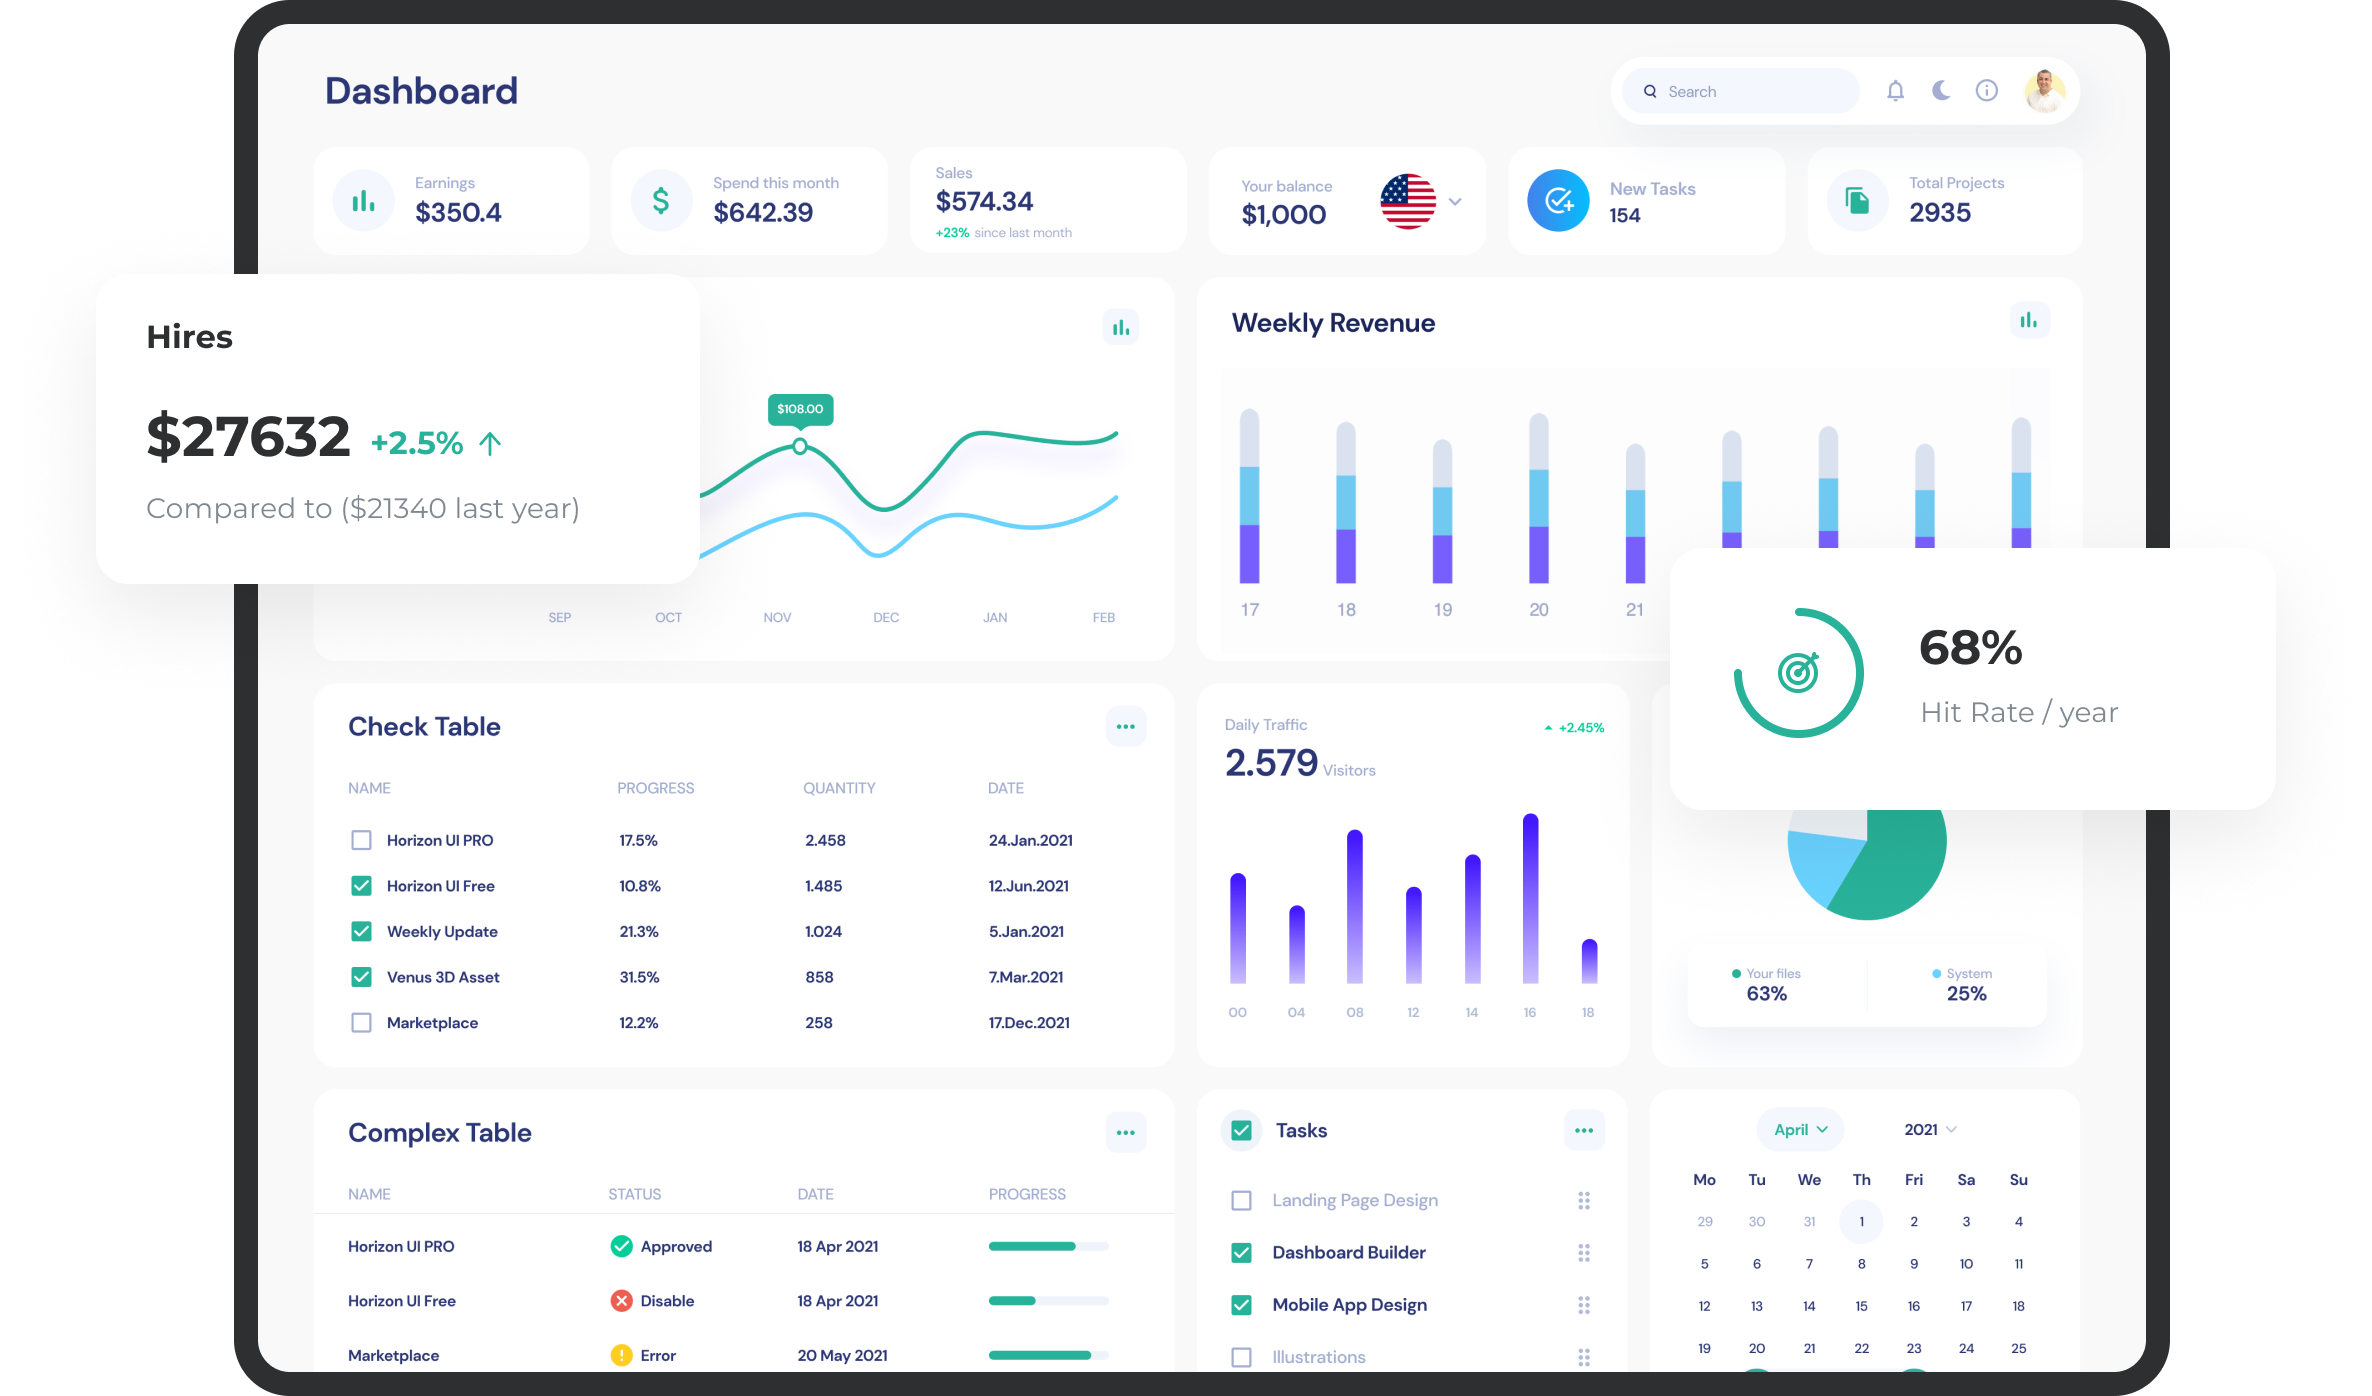 Dashboard
Search
Earnings
$350.4
Spend this month
$642.39
Sales
$574.34
+23% since last month
Your balance
$1,000
New Tasks
154
Total Projects
2935
Hires
$27632 +2.5%
Compared to ($21340 last year)
$108.00
SEP OCT NOV DEC JAN FEB
Weekly Revenue
17 18 19 20 21
68%
Hit Rate / year
Check Table
NAME PROGRESS QUANTITY DATE
Horizon UI PRO 17.5% 2.458 24.Jan.2021
Horizon UI Free 10.8% 1.485 12.Jun.2021
Weekly Update 21.3% 1.024 5.Jan.2021
Venus 3D Asset 31.5% 858 7.Mar.2021
Marketplace 12.2% 258 17.Dec.2021
Daily Traffic
+2.45%
2.579 Visitors
00 04 08 12 14 16 18
Your files
63%
System
25%
Complex Table
NAME STATUS DATE PROGRESS
Horizon UI PRO Approved 18 Apr 2021
Horizon UI Free Disable 18 Apr 2021
Marketplace Error 20 May 2021
Tasks
Landing Page Design
Dashboard Builder
Mobile App Design
Illustrations
April 2021
Mo Tu We Th Fri Sa Su
29 30 31 1 2 3 4
5 6 7 8 9 10 11
12 13 14 15 16 17 18
19 20 21 22 23 24 25